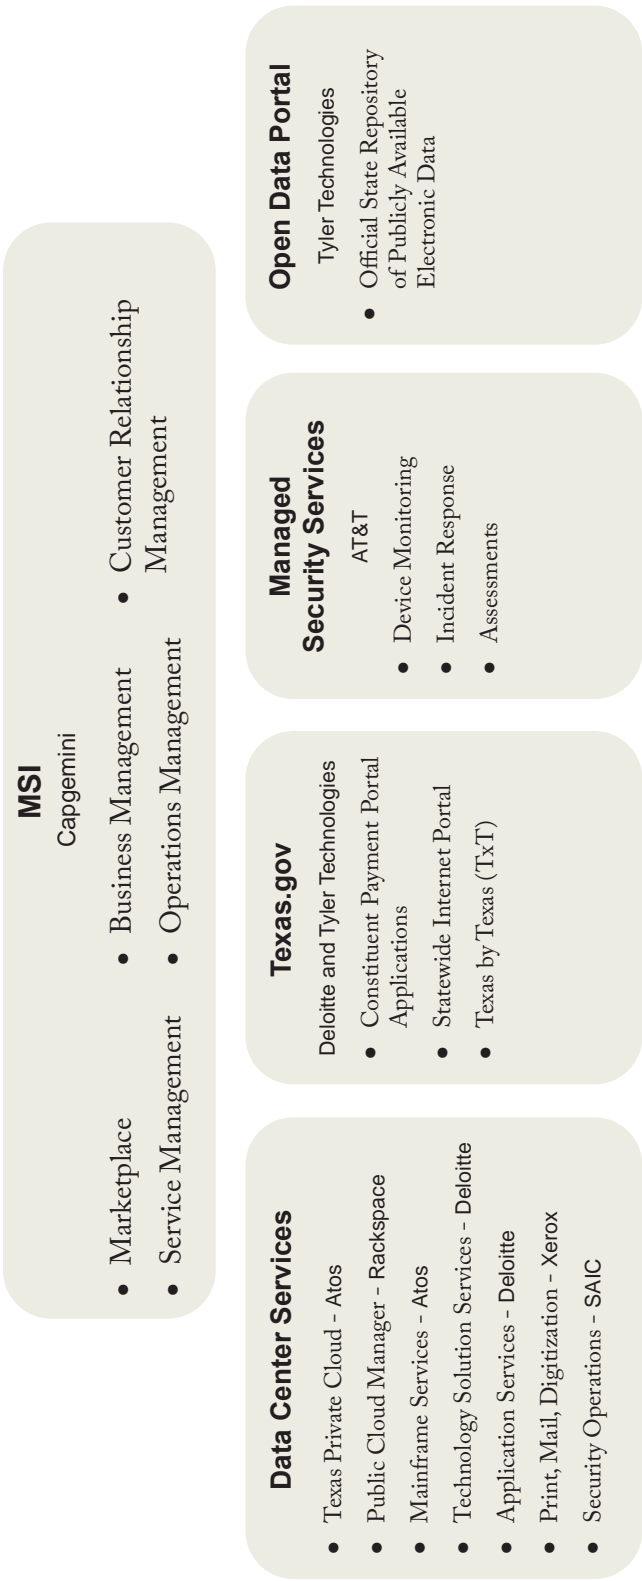 MSI
Capgemini
• Marketplace
• Service Management
• Business Management
• Operations Management
• Customer Relationship
Management
Data Center Services
• Texas Private Cloud - Atos
• Public Cloud Manager - Rackspace
• Mainframe Services - Atos
• Technology Solution Services - Deloitte
• Application Services - Deloitte
• Print, Mail, Digitization - Xerox
• Security Operations - SAIC
Texas.gov
Deloitte and Tyler Technologies
• Constituent Payment Portal
Applications
• Statewide Internet Portal
• Texas by Texas (TxT)
Managed
Security Services
AT&T
• Device Monitoring
• Incident Response
• Assessments
Open Data Portal
Tyler Technologies
• Official State Repository
of Publicly Available
Electronic Data